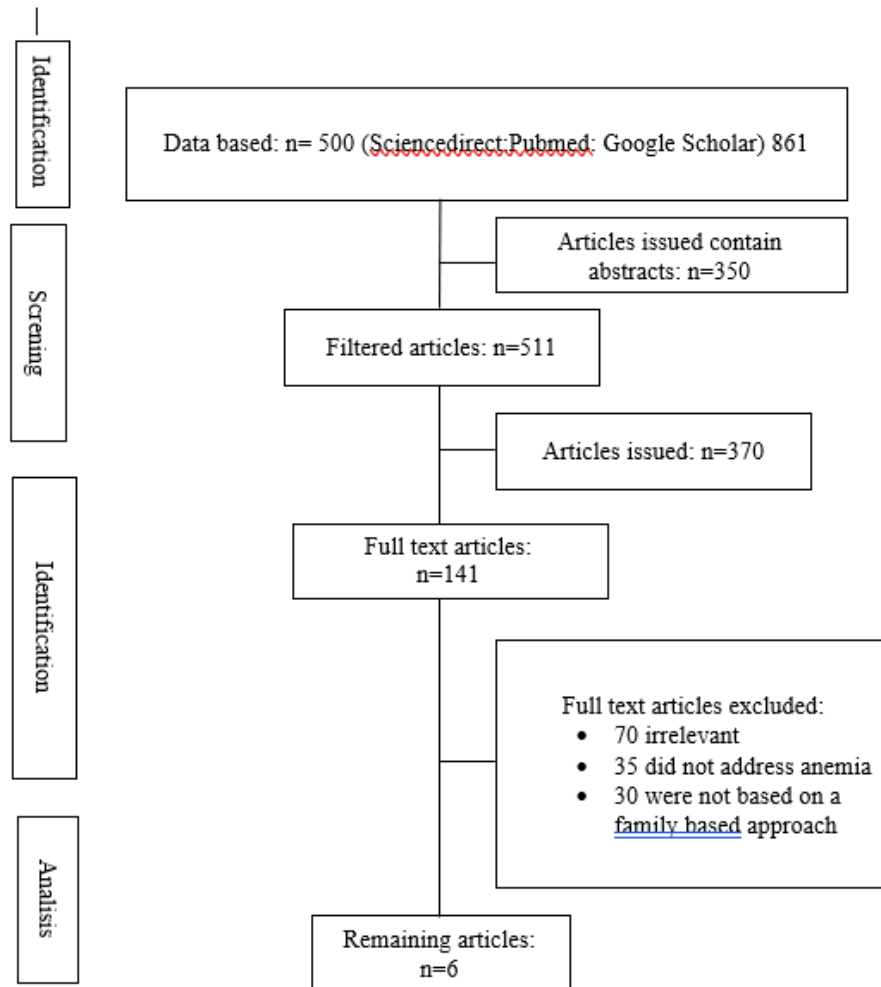 Identification
Data based: n= 500 (Sciencedirect:Pubmed: Google Scholar) 861
Articles issued contain
abstracts: n=350
Screning
Filtered articles: n=511
Articles issued: n=370
Identification
Full text articles:
n=141
Full text articles excluded:
• 70 irrelevant
• 35 did not address anemia
• 30 were not based on a
family based approach
Analisis
Remaining articles:
n=6